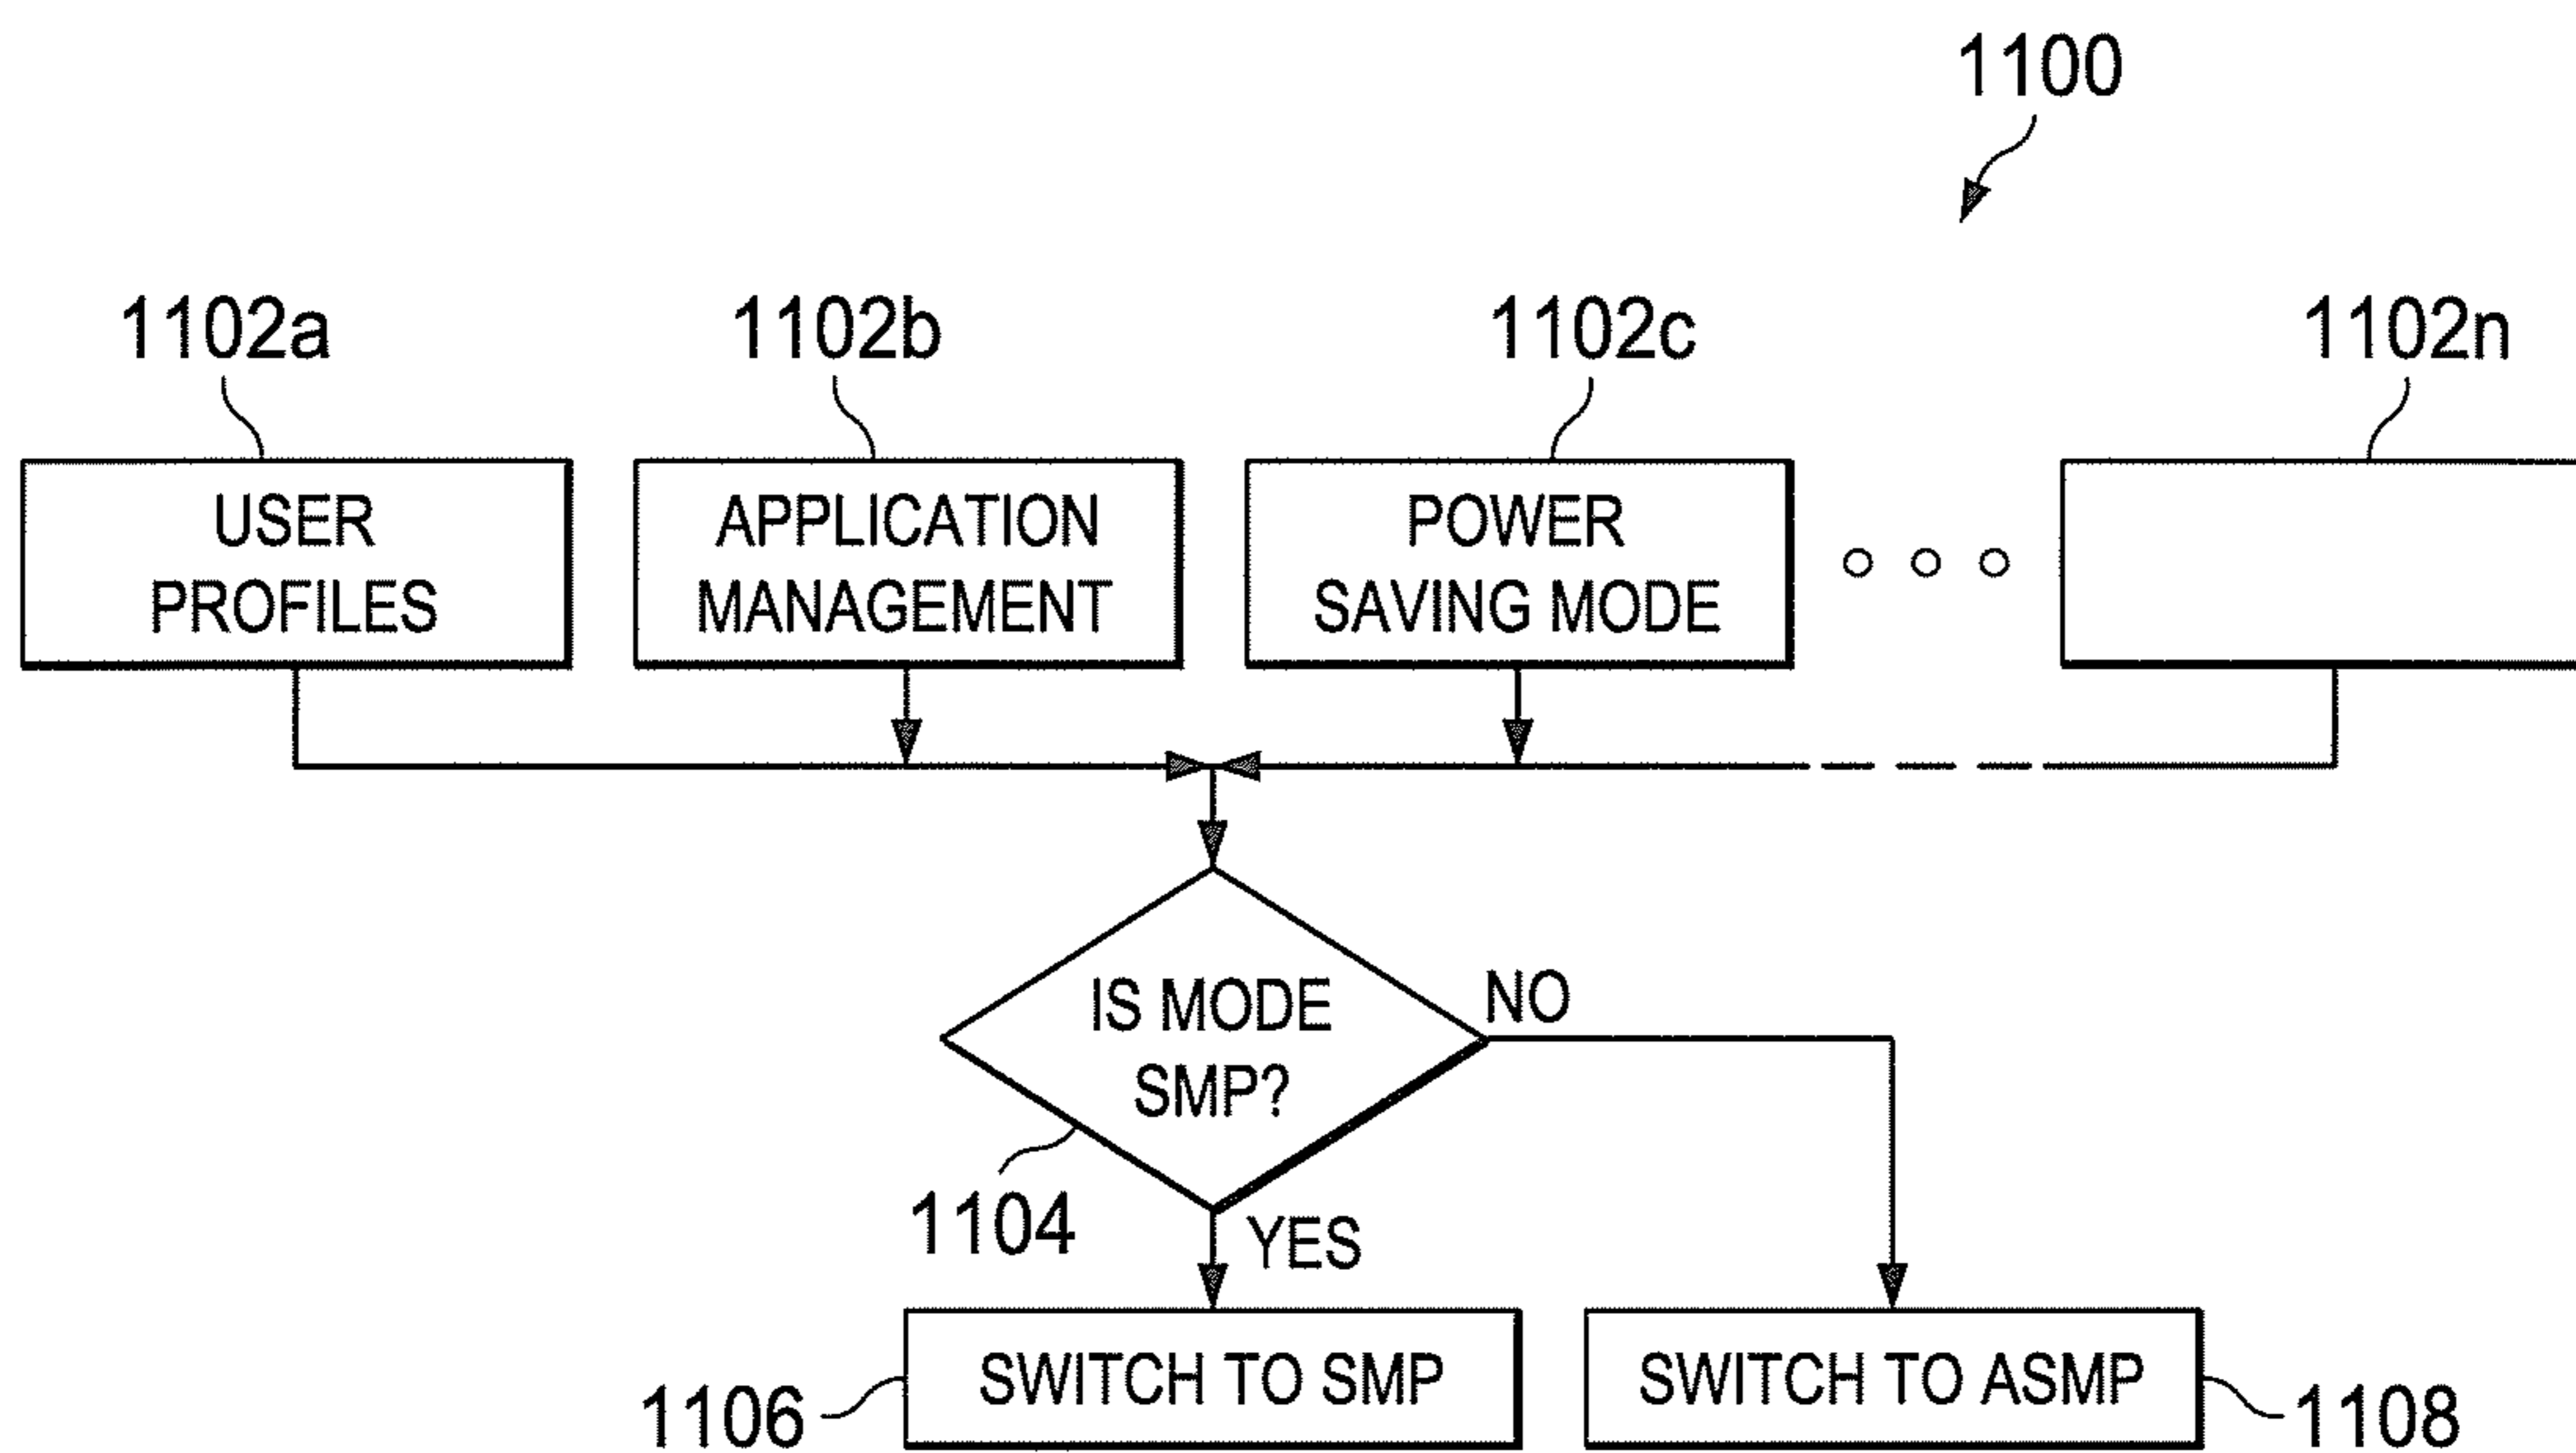 1100
1102a
1102b
1102c
1102n
USER
PROFILES
APPLICATION
MANAGEMENT
POWER
SAVING MODE
IS MODE
SMP?
NO
1104
YES
SWITCH TO SMP
SWITCH TO ASMP
1106
1108